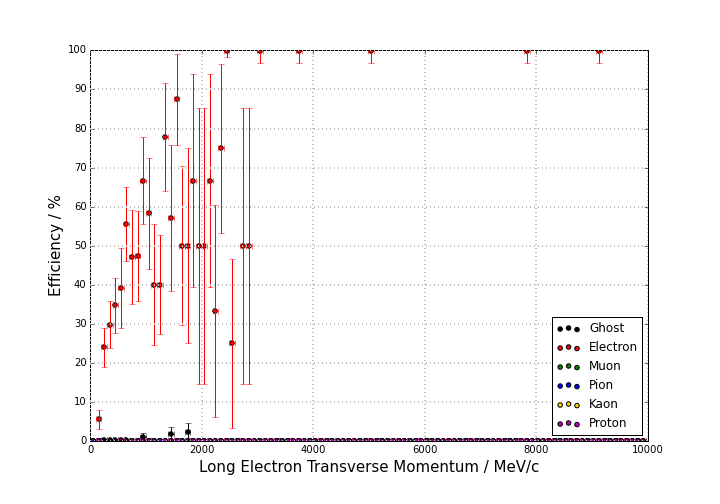 100
90
80
70
60
50
40
30
20
10
0
Efficiency / %
0 2000 4000 6000 8000 10000
Long Electron Transverse Momentum / MeV/c
Ghost
Electron
Muon
Pion
Kaon
Proton